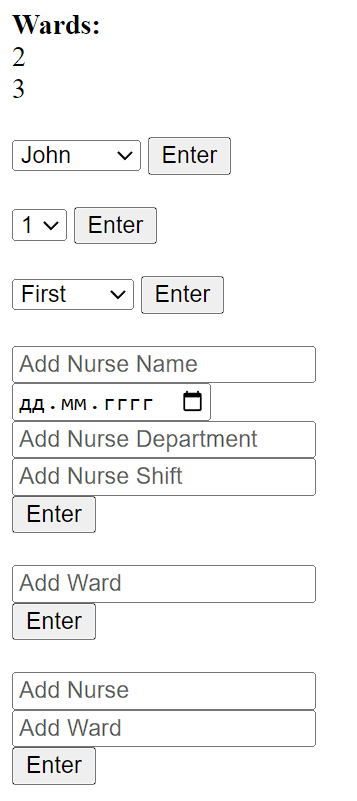 Wards:
2
3
John Enter
1 Enter
First Enter
Add Nurse Name
дд.мм.гггг
Add Nurse Department
Add Nurse Shift
Enter
Add Ward
Enter
Add Nurse
Add Ward
Enter